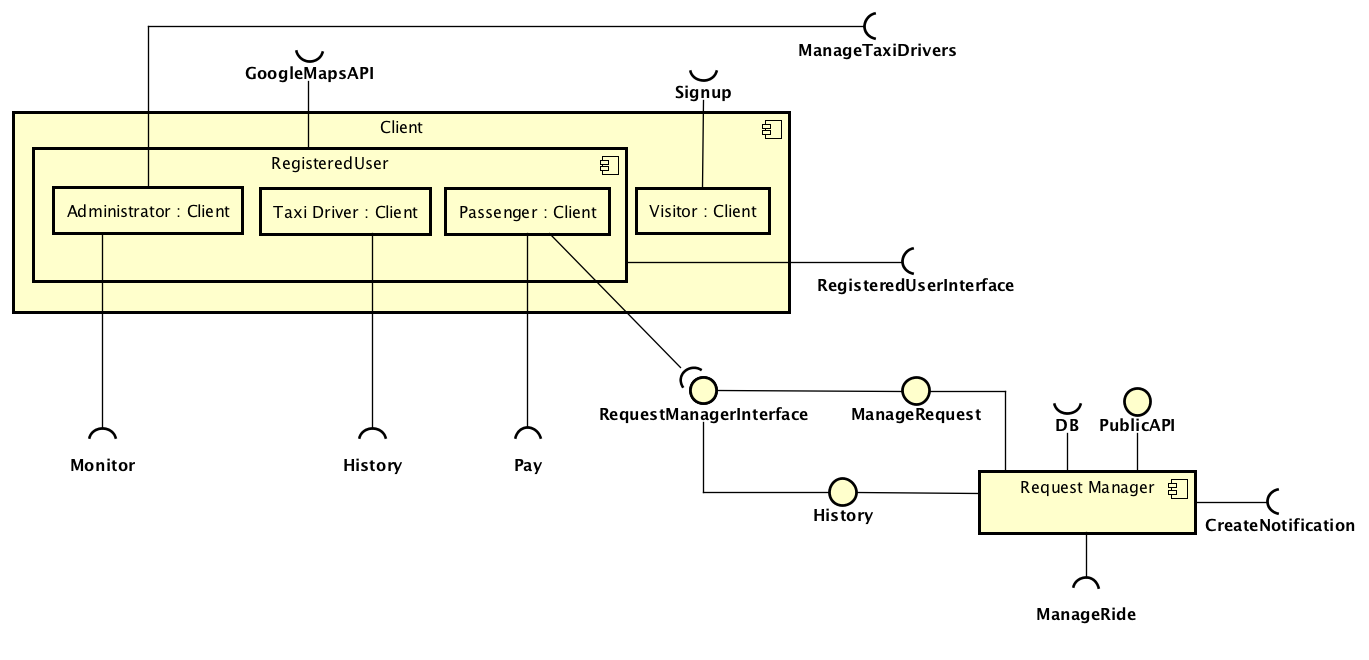 ManageTaxiDrivers
GoogleMapsAPI
Signup
Client
RegisteredUser
Administrator : Client
Taxi Driver : Client
Passenger : Client
Visitor : Client
RegisteredUserInterface
RequestManagerInterface
ManageRequest
DB
PublicAPI
Monitor
History
Pay
Request Manager
History
CreateNotification
ManageRide